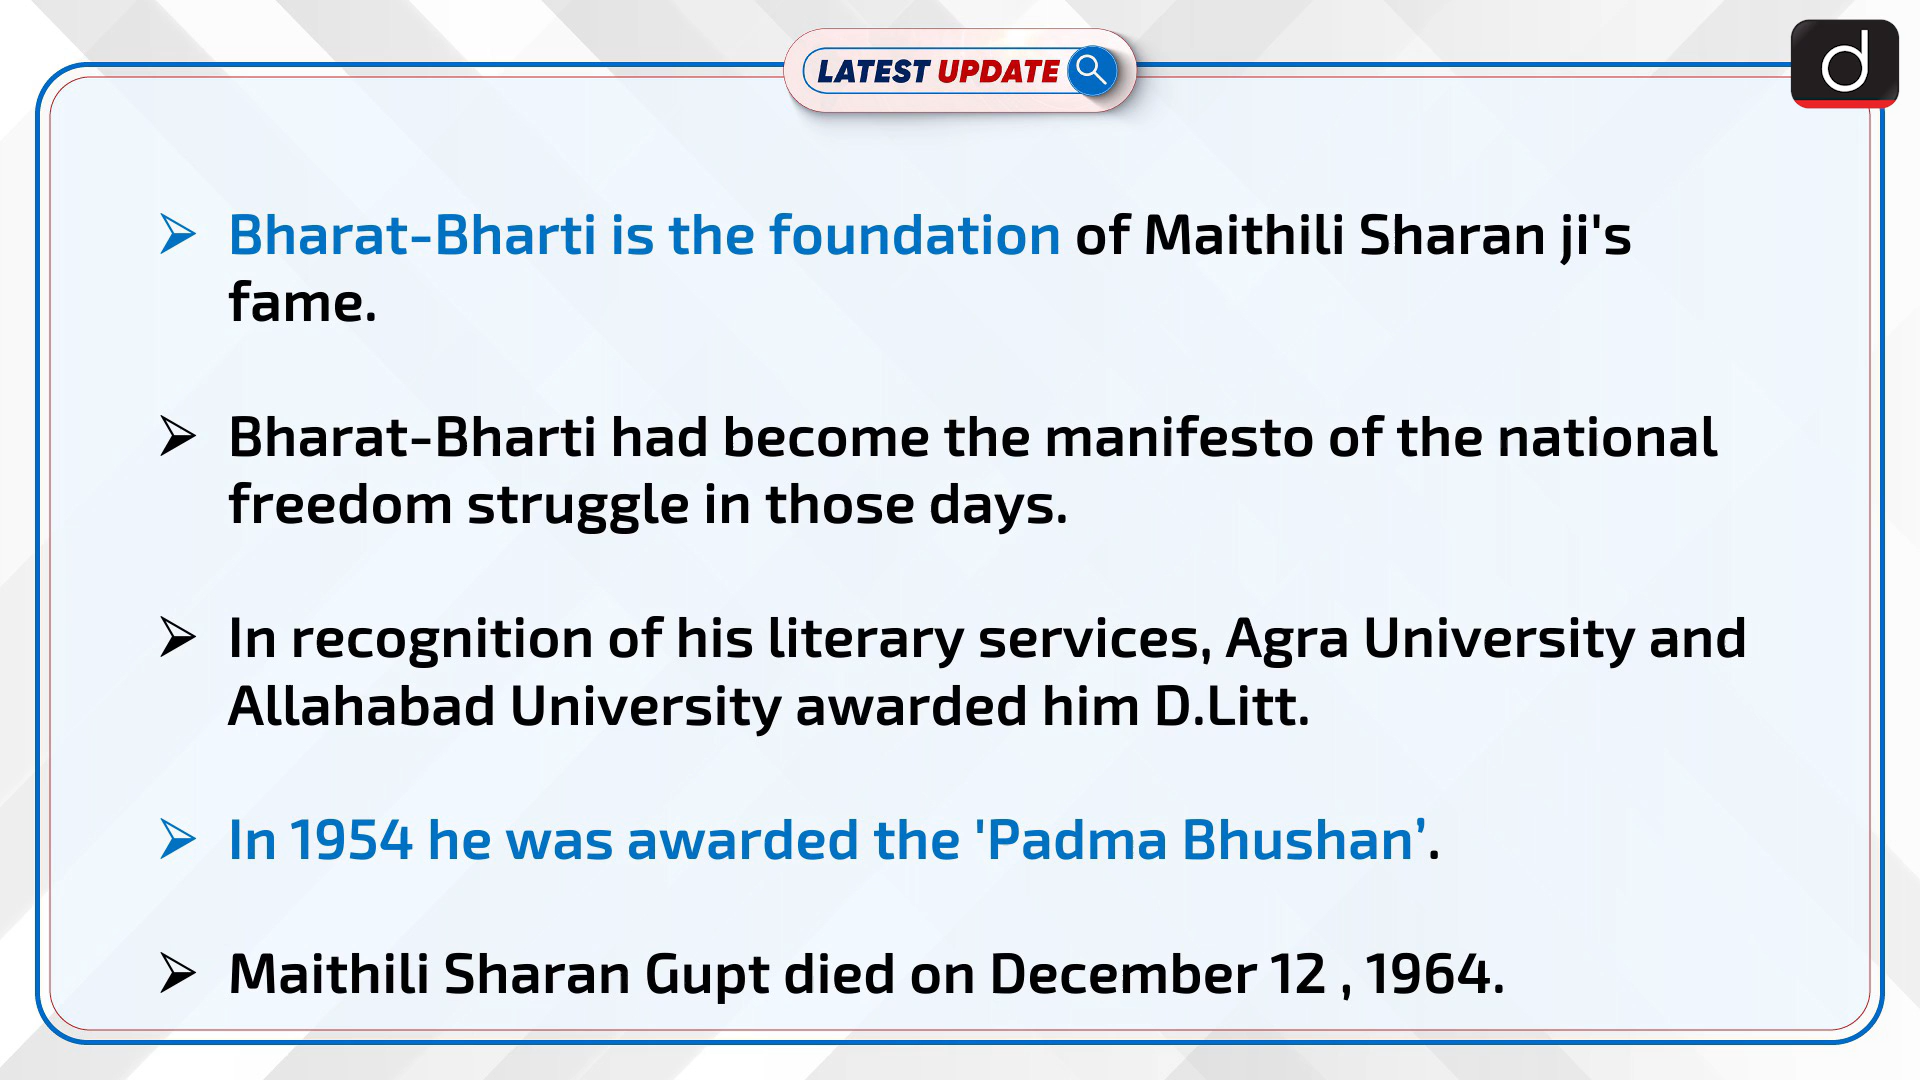 LATEST UPDATE
d
➢ Bharat-Bharti is the foundation of Maithili Sharan ji's
fame.
➢ Bharat-Bharti had become the manifesto of the national
freedom struggle in those days.
➢ In recognition of his literary services, Agra University and
Allahabad University awarded him D.Litt.
➢ In 1954 he was awarded the 'Padma Bhushan’.
➢ Maithili Sharan Gupt died on December 12 , 1964.